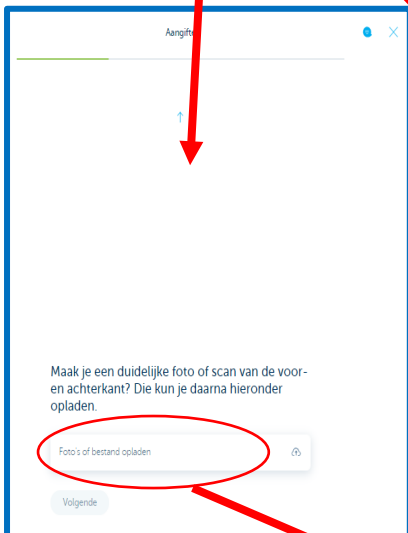 Aangifte
Maak je een duidelijke foto of scan van de voor-
en achterkant? Die kun je daarna hieronder
opladen.
Foto's of bestand opladen
Volgende